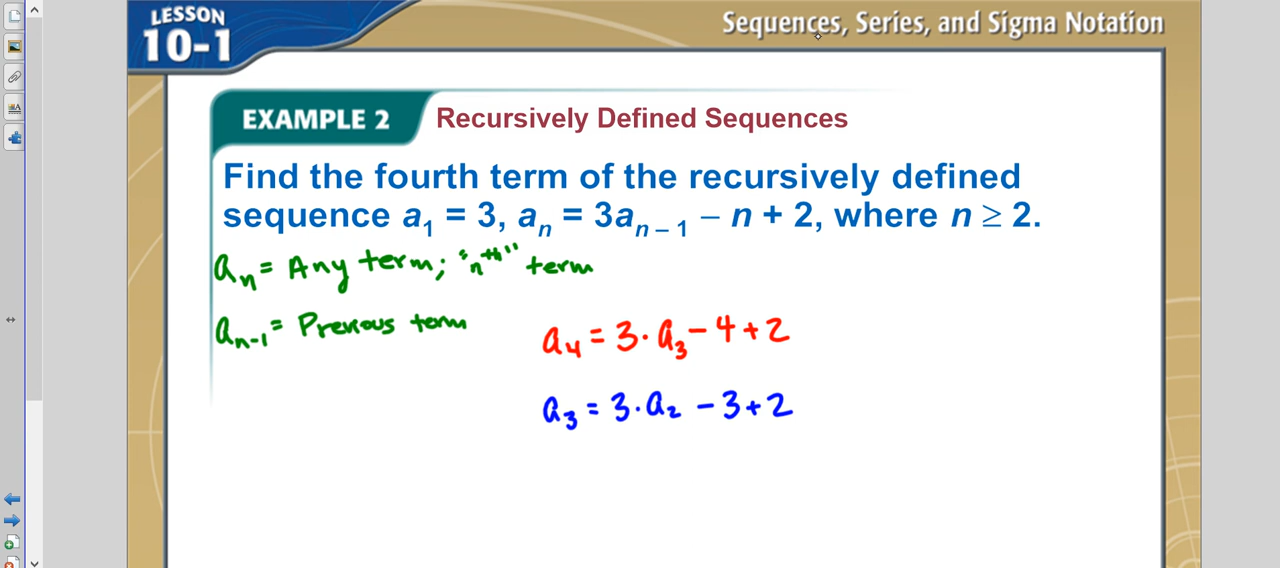 LESSON
10-1
Sequences, Series, and Sigma Notation
EXAMPLE 2
Recursively Defined Sequences
Find the fourth term of the recursively defined
sequence a₁ = 3, aₙ = 3aₙ₋₁ – n + 2, where n ≥ 2.
aₙ = Any term; "nᵗʰ" term
aₙ₋₁ = Previous term
a₄ = 3·a₃ - 4 + 2
a₃ = 3·a₂ - 3 + 2